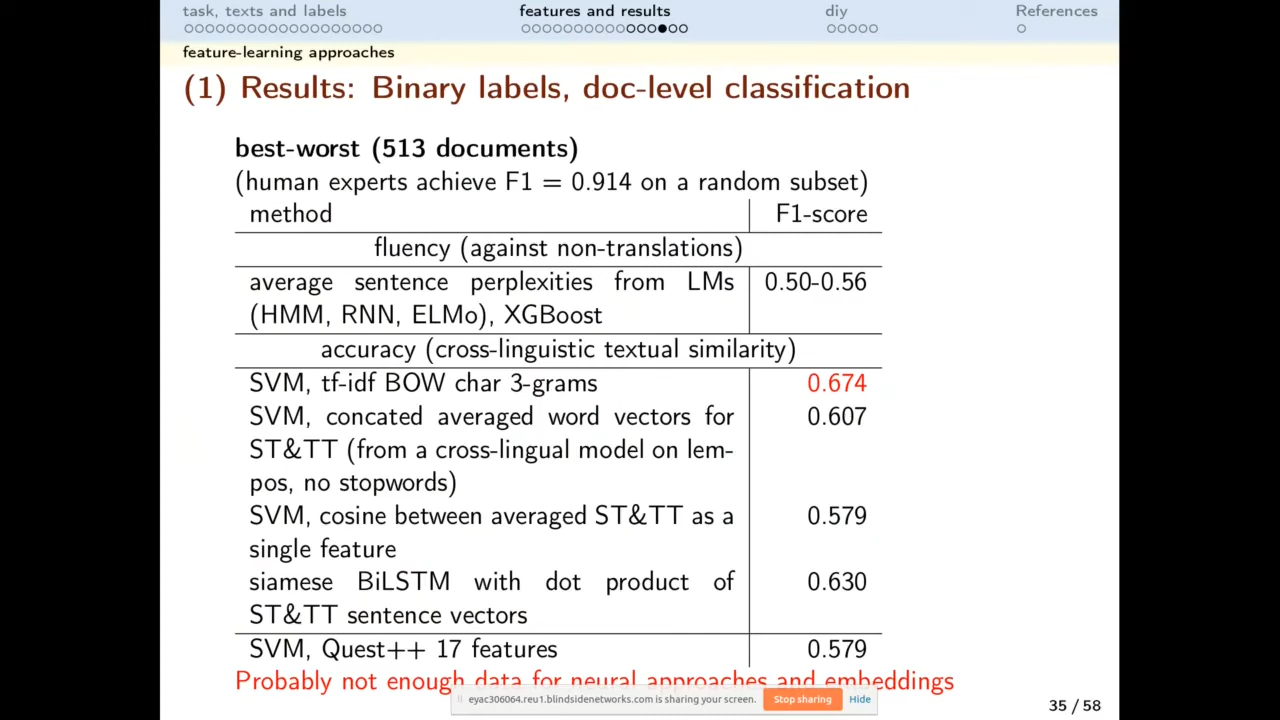 task, texts and labels features and results diy References
feature-learning approaches
(1) Results: Binary labels, doc-level classification
best-worst (513 documents)
(human experts achieve F1 = 0.914 on a random subset)
method F1-score
fluency (against non-translations)
average sentence perplexities from LMs 0.50-0.56
(HMM, RNN, ELMo), XGBoost
accuracy (cross-linguistic textual similarity)
SVM, tf-idf BOW char 3-grams 0.674
SVM, concated averaged word vectors for 0.607
ST&TT (from a cross-lingual model on lem-
pos, no stopwords)
SVM, cosine between averaged ST&TT as a 0.579
single feature
siamese BiLSTM with dot product of 0.630
ST&TT sentence vectors
SVM, Quest++ 17 features 0.579
Probably not enough data for neural approaches and embeddings
eyac306064.reu1.blindsidenetworks.com is sharing your screen. Stop sharing Hide
35 / 58